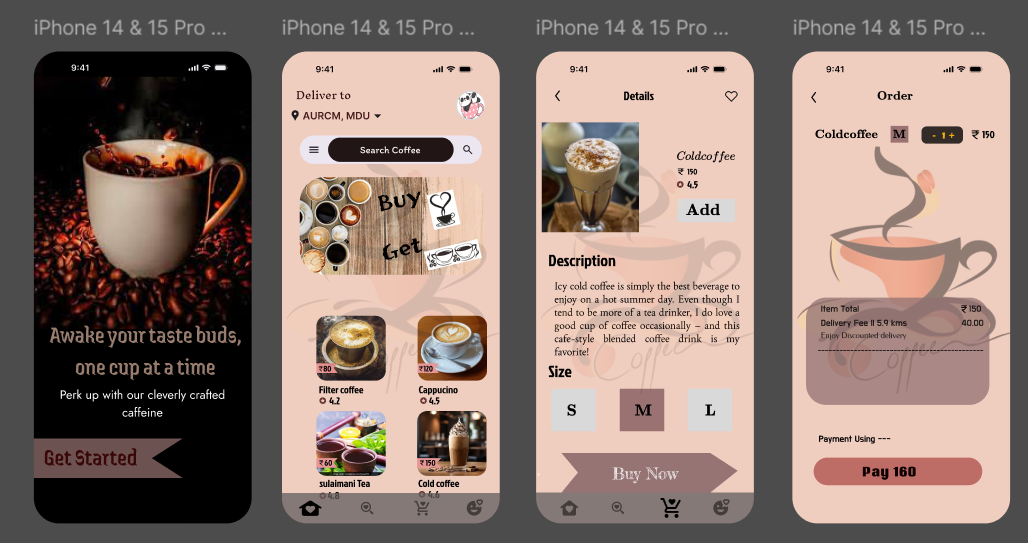 iPhone 14 & 15 Pro ...
9:41
Awake your taste buds,
one cup at a time
Perk up with our cleverly crafted
caffeine
Get Started
iPhone 14 & 15 Pro ...
9:41
Deliver to
AURCM, MDU
Search Coffee
Buy
Get
₹80
₹120
Filter coffee
4.2
Cappucino
4.5
₹60
₹150
sulaimani Tea
4.8
Cold coffee
4.6
iPhone 14 & 15 Pro ...
9:41
Details
Coldcoffee
₹ 150
4.5
Add
Description
Icy cold coffee is simply the best beverage to
enjoy on a hot summer day. Even though I
tend to be more of a tea drinker, I do love a
good cup of coffee occasionally – and this
cafe-style blended coffee drink is my
favorite!
Size
S M L
Buy Now
iPhone 14 & 15 Pro ...
9:41
Order
Coldcoffee M - 1 + ₹ 150
Item Total ₹150
Delivery Fee II 5.9 kms 40.00
Enjoy Discounted delivery
Payment Using ---
Pay 160
Coffee